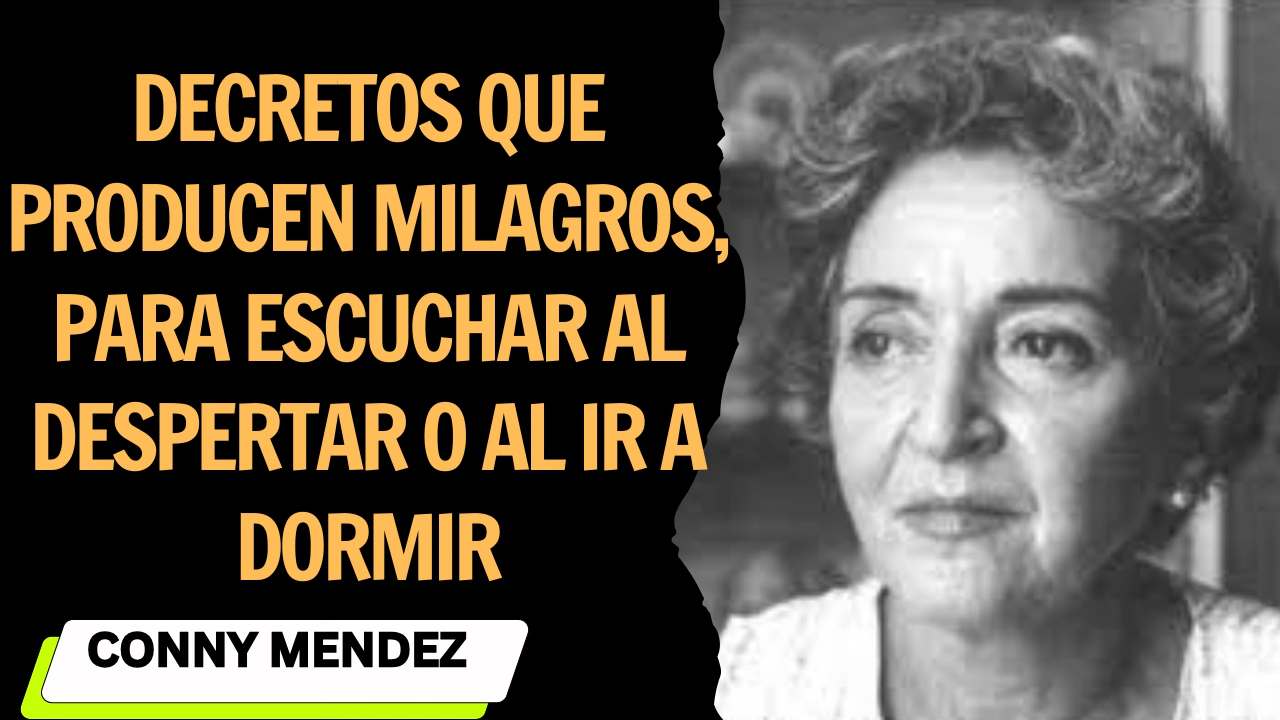 DECRETOS QUE
PRODUCEN MILAGROS,
PARA ESCUCHAR AL
DESPERTAR O AL IR A
DORMIR
CONNY MENDEZ